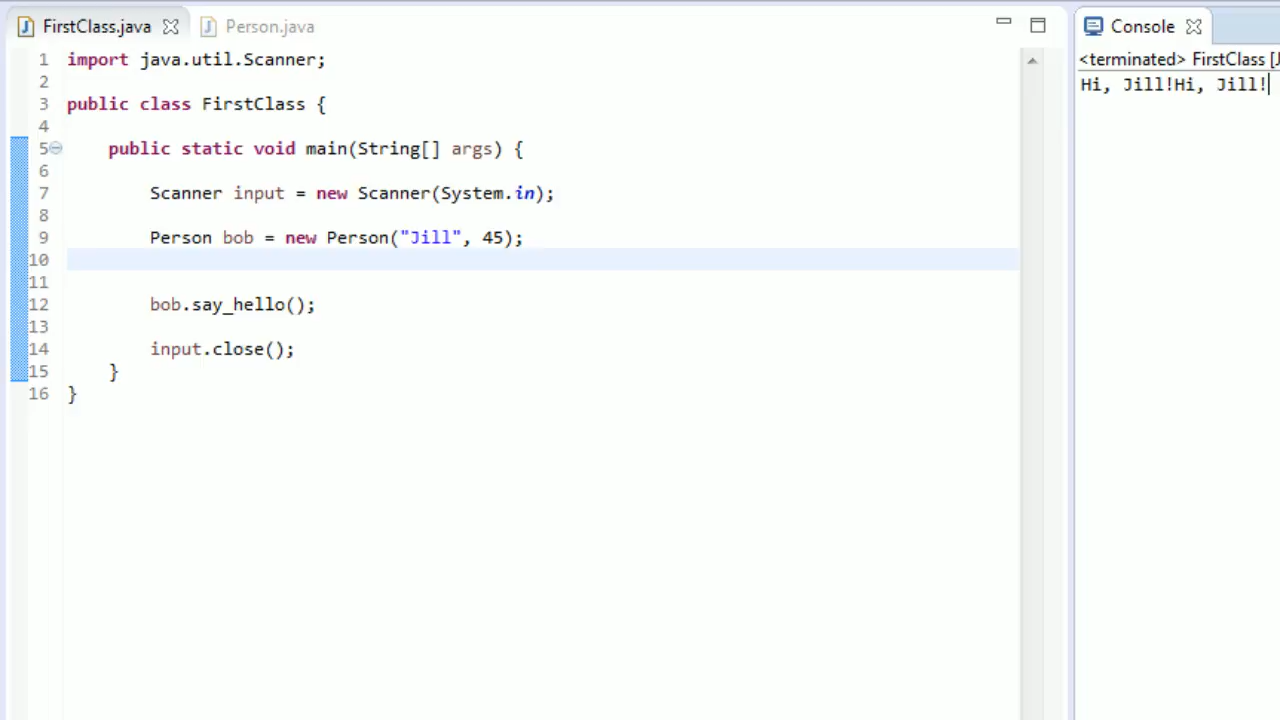 FirstClass.java Person.java
1 import java.util.Scanner;
2
3 public class FirstClass {
4
5 public static void main(String[] args) {
6
7 Scanner input = new Scanner(System.in);
8
9 Person bob = new Person("Jill", 45);
10
11
12 bob.say_hello();
13
14 input.close();
15 }
16 }
Console
<terminated> FirstClass [J
Hi, Jill!Hi, Jill!